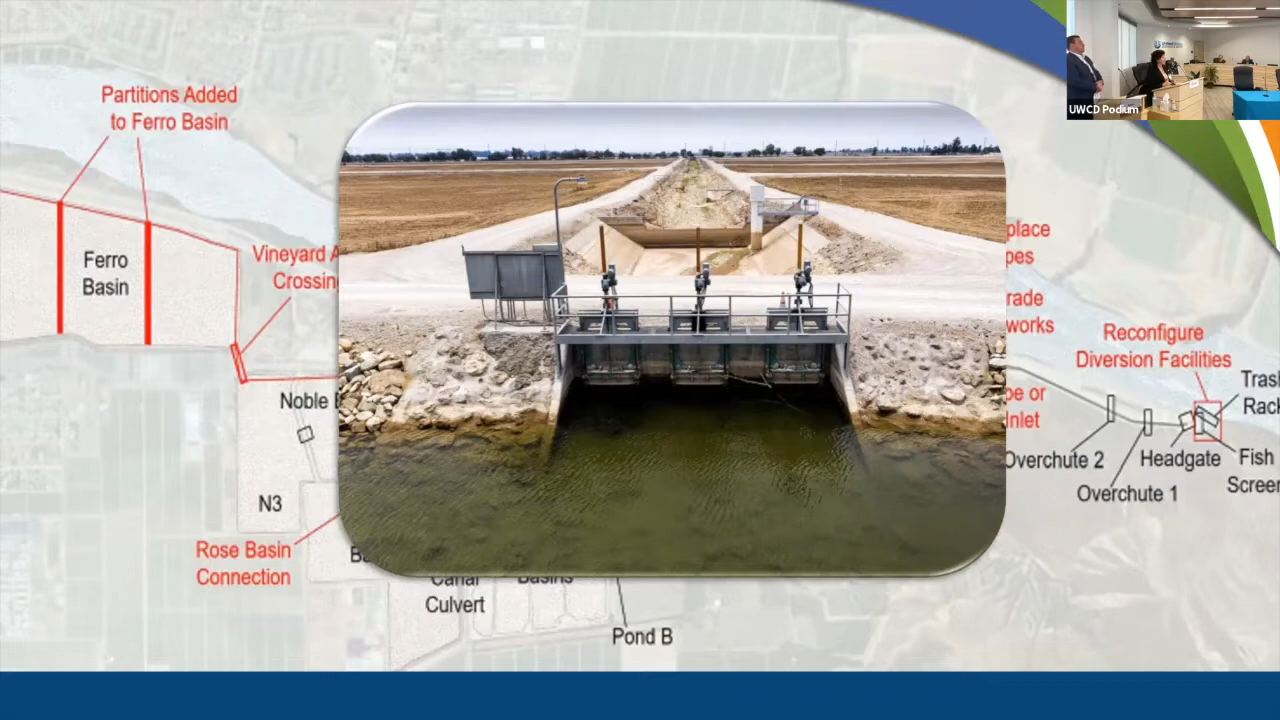 UWCD Podium
Partitions Added
to Ferro Basin
Ferro
Basin
Vineyard A
Crossin
Noble
N3
Rose Basin
Connection
Canal
Culvert
Basins
Pond B
place
pes
rade
works
pe or
Inlet
Reconfigure
Diversion Facilities
Trash
Rack
Overchute 2
Headgate
Fish
Screen
Overchute 1